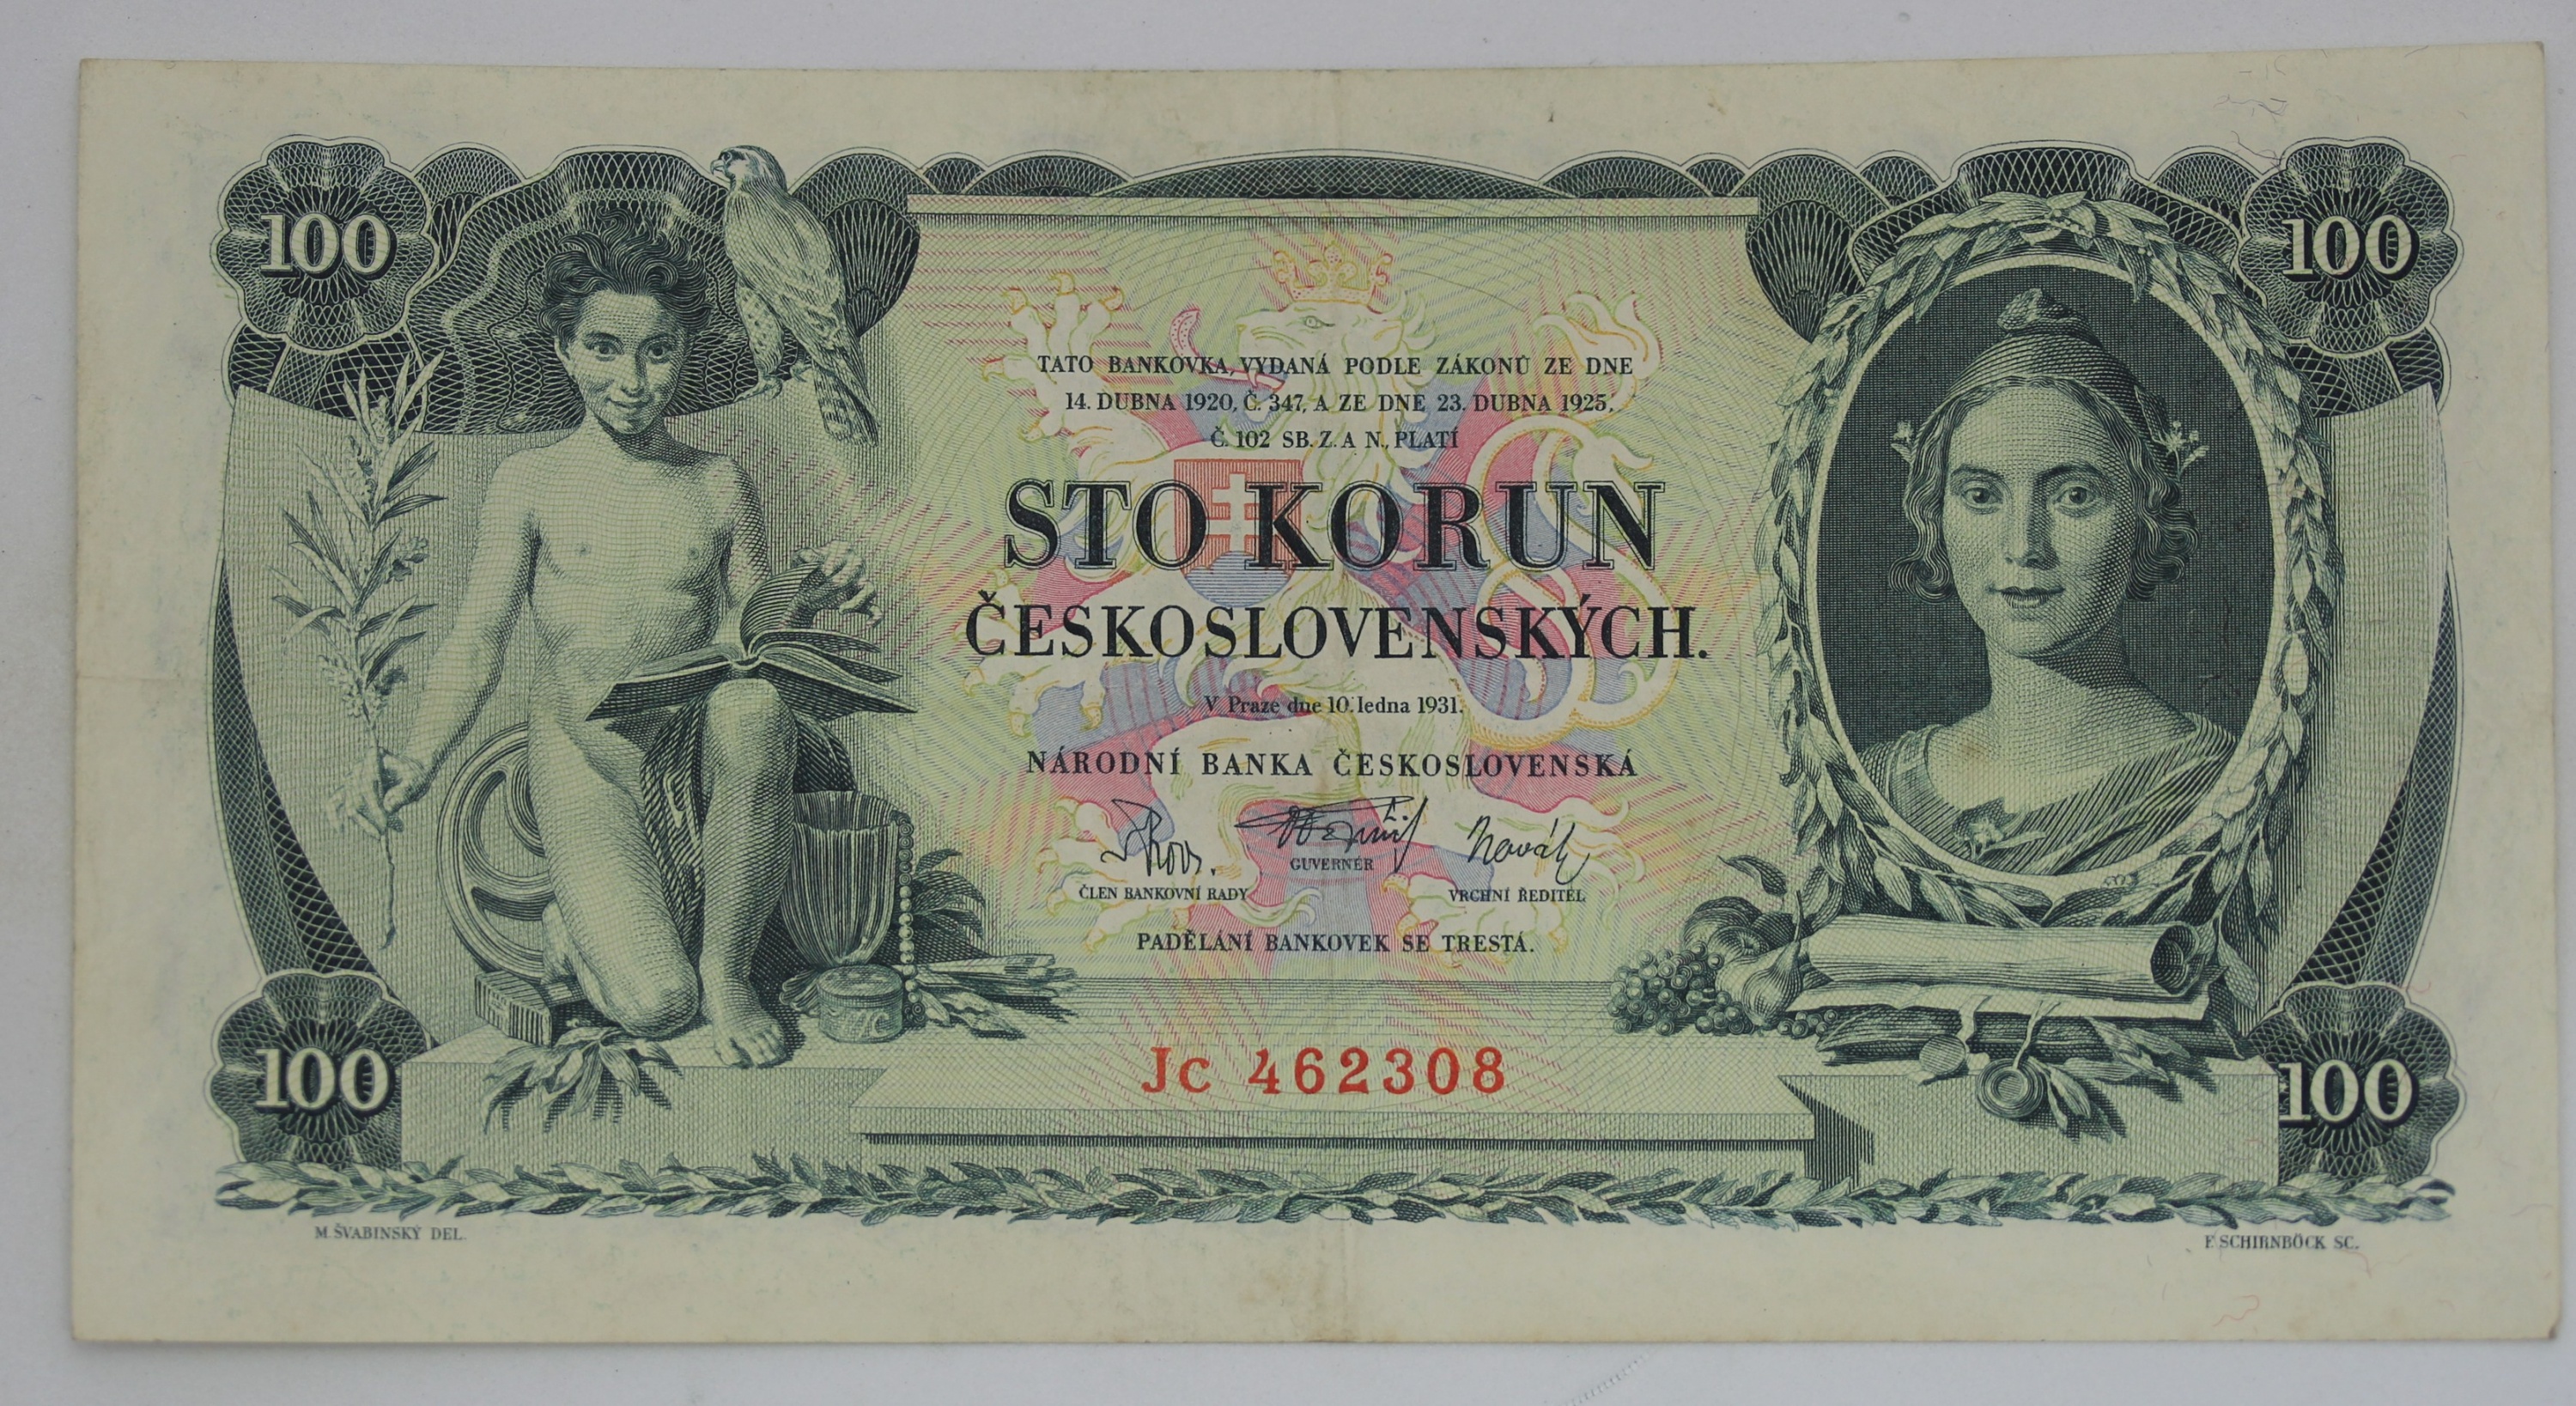 100
100
TATO BANKOVKA, VYDANÁ PODLE ZÁKONŮ ZE DNE
14. DUBNA 1920, Č. 347, A ZE DNE 23. DUBNA 1925,
Č. 102 SB. Z. A N., PLATÍ
STO KORUN
ČESKOSLOVENSKÝCH.
V Praze dne 10. ledna 1931.
NÁRODNÍ BANKA ČESKOSLOVENSKÁ
Novák
GUVERNÉR
ČLEN BANKOVNÍ RADY
VRCHNÍ ŘEDITEL
PADĚLÁNÍ BANKOVEK SE TRESTÁ.
Jc 462308
100
100
M. ŠVABINSKÝ DEL.
F. SCHIRNBÖCK SC.